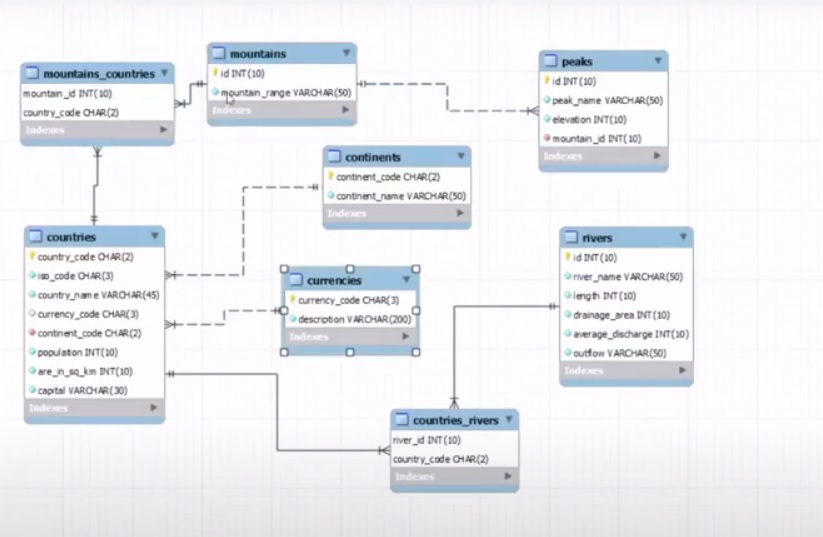 mountains_countries
mountain_id INT(10)
country_code CHAR(2)
Indexes
mountains
id INT(10)
mountain_range VARCHAR(50)
Indexes
peaks
id INT(10)
peak_name VARCHAR(50)
elevation INT(10)
mountain_id INT(10)
Indexes
continents
continent_code CHAR(2)
continent_name VARCHAR(50)
Indexes
countries
country_code CHAR(2)
iso_code CHAR(3)
country_name VARCHAR(45)
currency_code CHAR(3)
continent_code CHAR(2)
population INT(10)
are_in_sq_km INT(10)
capital VARCHAR(30)
Indexes
currencies
currency_code CHAR(3)
description VARCHAR(200)
Indexes
rivers
id INT(10)
river_name VARCHAR(50)
length INT(10)
drainage_area INT(10)
average_discharge INT(10)
outflow VARCHAR(50)
Indexes
countries_rivers
river_id INT(10)
country_code CHAR(2)
Indexes